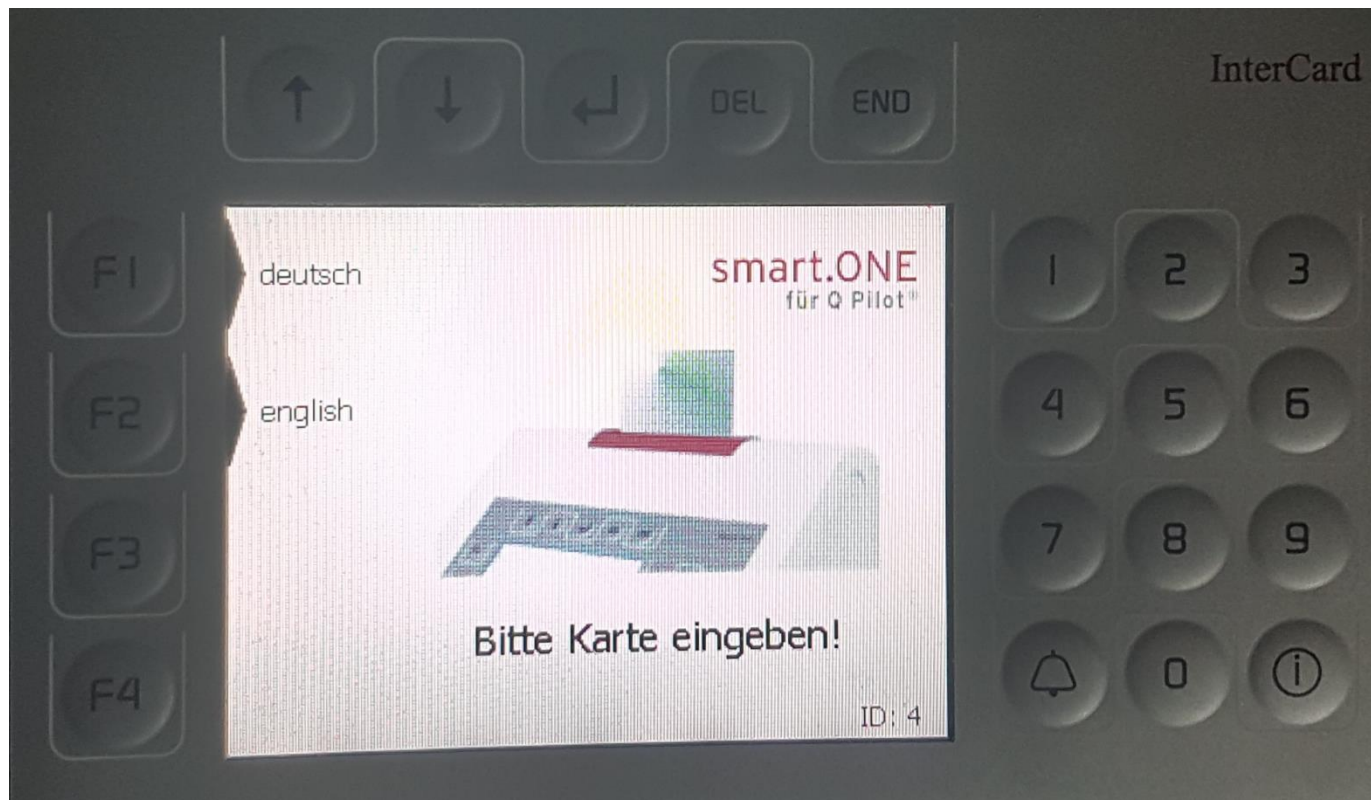 InterCard
DEL
END
F1
F2
F3
F4
deutsch
english
smart.ONE
für Q Pilot®
Bitte Karte eingeben!
ID: 4
1 2 3
4 5 6
7 8 9
0 i